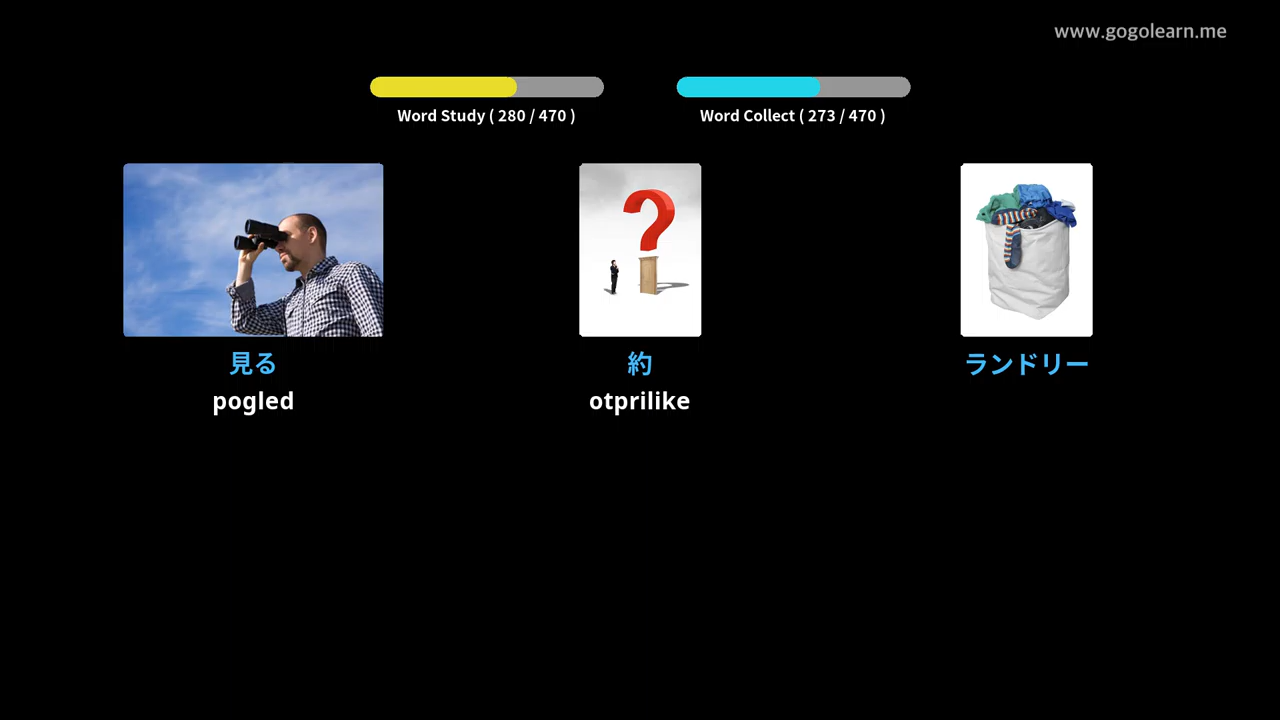 www.gogolearn.me
Word Study ( 280 / 470 )
Word Collect ( 273 / 470 )
見る
約
ランドリー
pogled
otprilike